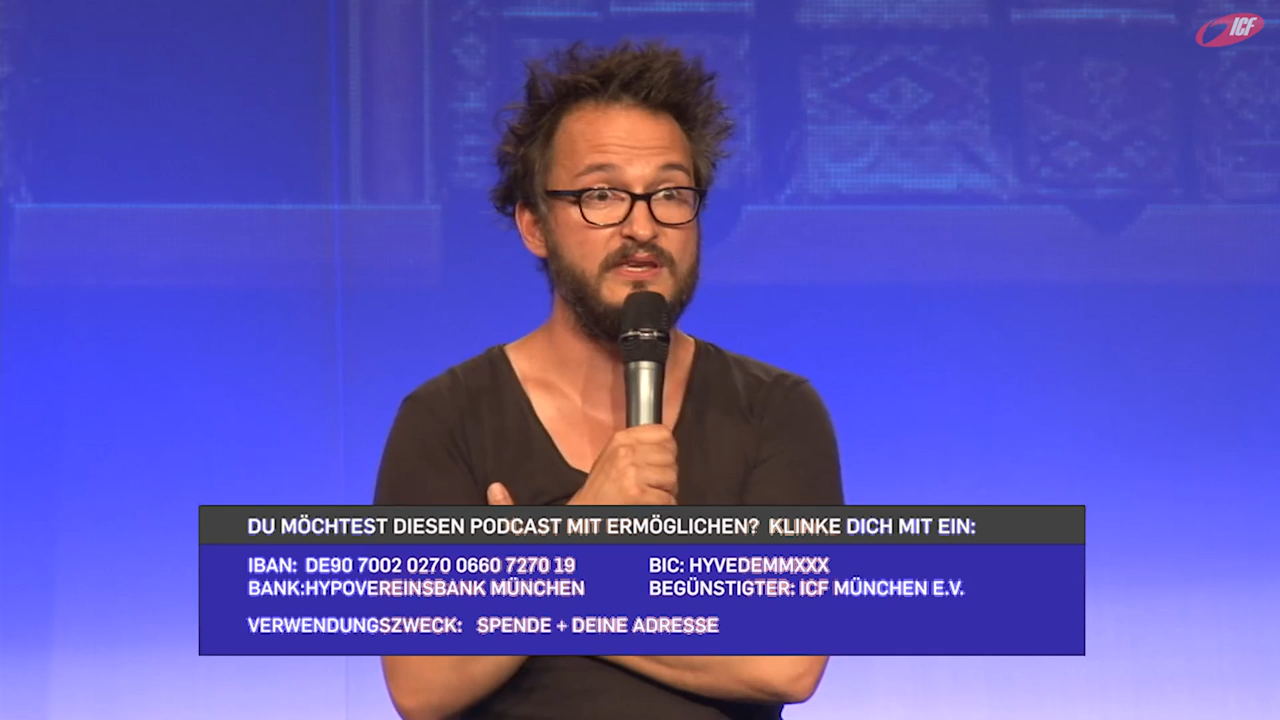 ICF
DU MÖCHTEST DIESEN PODCAST MIT ERMÖGLICHEN? KLINKE DICH MIT EIN:
IBAN: DE90 7002 0270 0660 7270 19 BIC: HYVEDEMMXXX
BANK:HYPOVEREINSBANK MÜNCHEN BEGÜNSTIGTER: ICF MÜNCHEN E.V.
VERWENDUNGSZWECK: SPENDE + DEINE ADRESSE